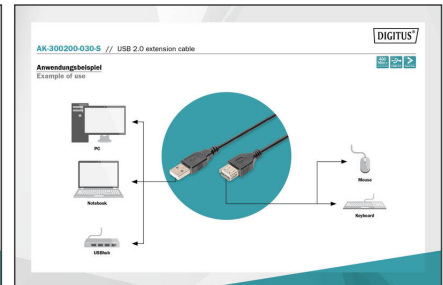 DIGITUS®
AK-300200-030-S // USB 2.0 extension cable
Anwendungsbeispiel
Example of use
PC
Notebook
USBhub
Mouse
Keyboard